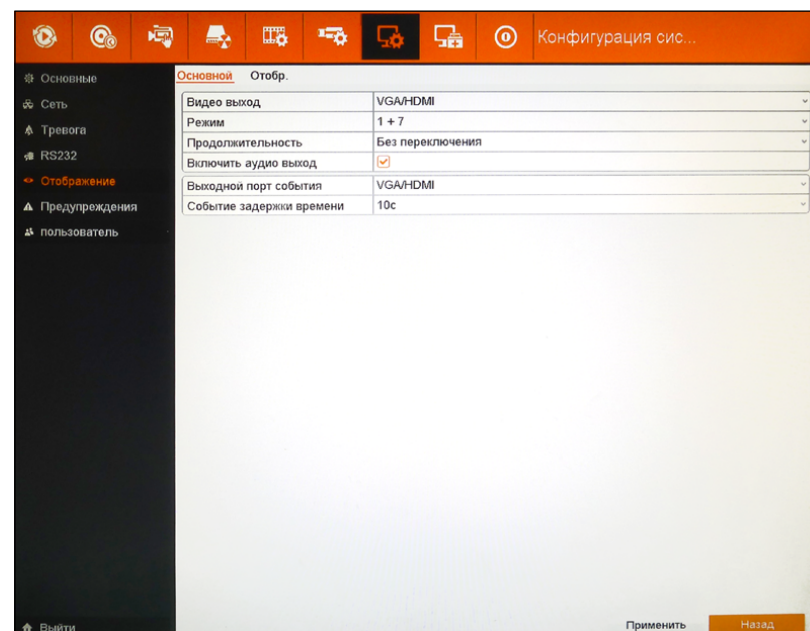 Конфигурация сис...
Основные
Сеть
Тревога
RS232
Отображение
Предупреждения
пользователь
Выйти
Основной Отобр.
Видео выход VGA/HDMI
Режим 1 + 7
Продолжительность Без переключения
Включить аудио выход
Выходной порт события VGA/HDMI
Событие задержки времени 10с
Применить Назад